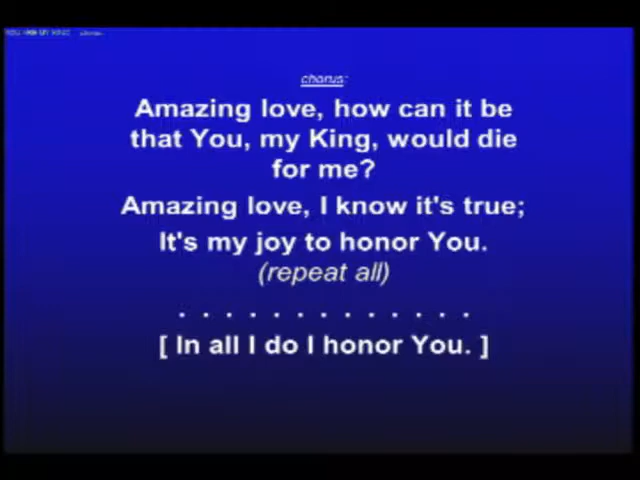 chorus:
Amazing love, how can it be
that You, my King, would die
for me?
Amazing love, I know it's true;
It's my joy to honor You.
(repeat all)
. . . . . . . . . . . . .
[ In all I do I honor You. ]